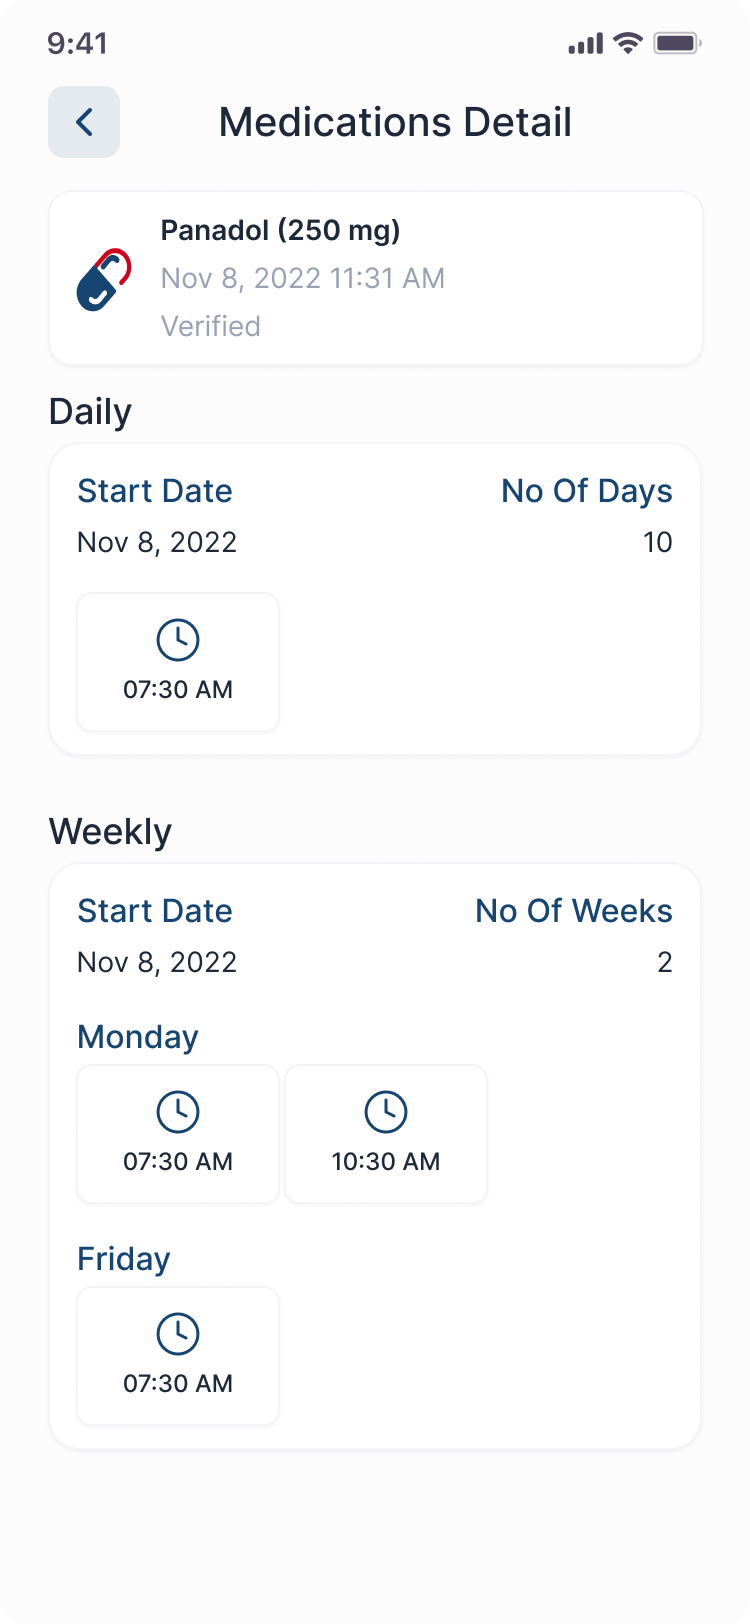 9:41
Medications Detail
Panadol (250 mg)
Nov 8, 2022 11:31 AM
Verified
Daily
Start Date No Of Days
Nov 8, 2022 10
07:30 AM
Weekly
Start Date No Of Weeks
Nov 8, 2022 2
Monday
07:30 AM 10:30 AM
Friday
07:30 AM